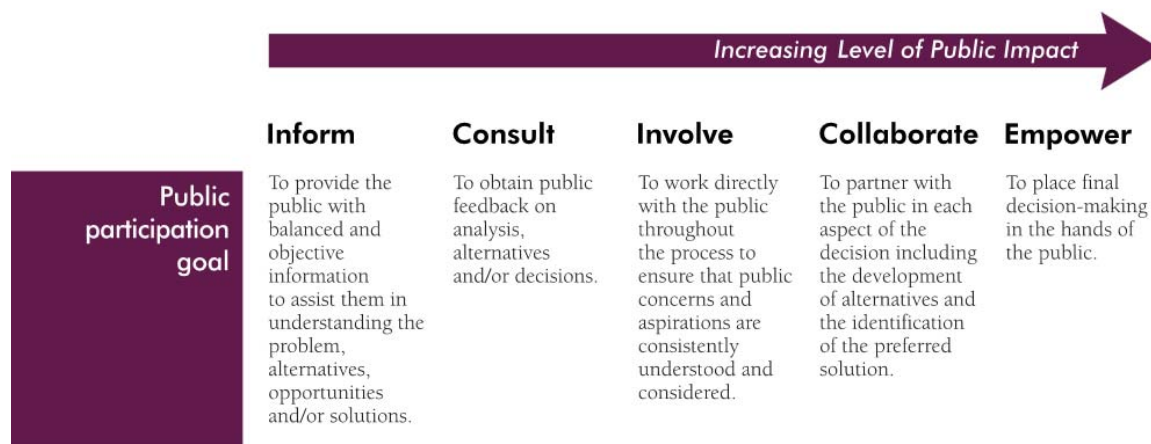 Increasing Level of Public Impact
Inform
Consult
Involve
Collaborate
Empower
Public
participation
goal
To provide the
public with
balanced and
objective
information
to assist them in
understanding the
problem,
alternatives,
opportunities
and/or solutions.
To obtain public
feedback on
analysis,
alternatives
and/or decisions.
To work directly
with the public
throughout
the process to
ensure that public
concerns and
aspirations are
consistently
understood and
considered.
To partner with
the public in each
aspect of the
decision including
the development
of alternatives and
the identification
of the preferred
solution.
To place final
decision-making
in the hands of
the public.